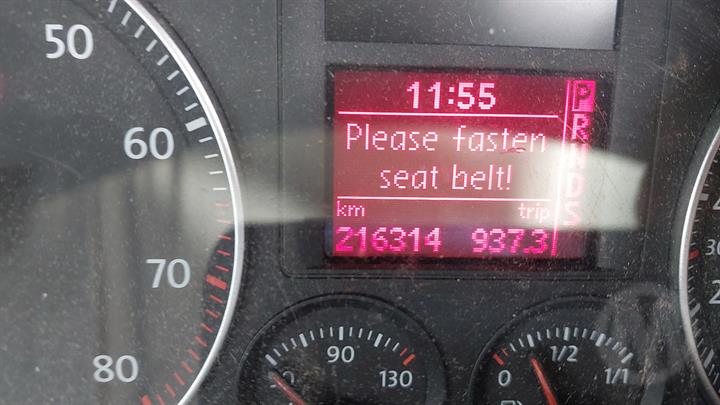 50
60
70
80
11:55
Please fasten
seat belt!
km trip
216314 937.3
P
R
N
D
S
90
130
0 1/2 1/1